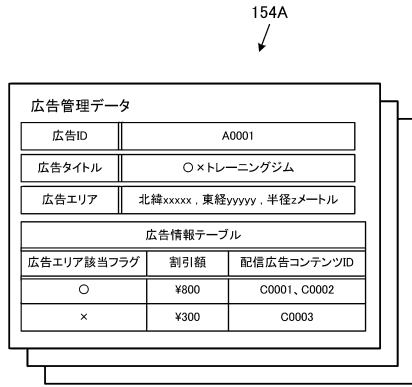 154A
広告管理データ
広告ID A0001
広告タイトル ○×トレーニングジム
広告エリア 北緯xxxxx , 東経yyyyy , 半径zメートル
広告情報テーブル
広告エリア該当フラグ 割引額 配信広告コンテンツID
○ ¥800 C0001、C0002
× ¥300 C0003